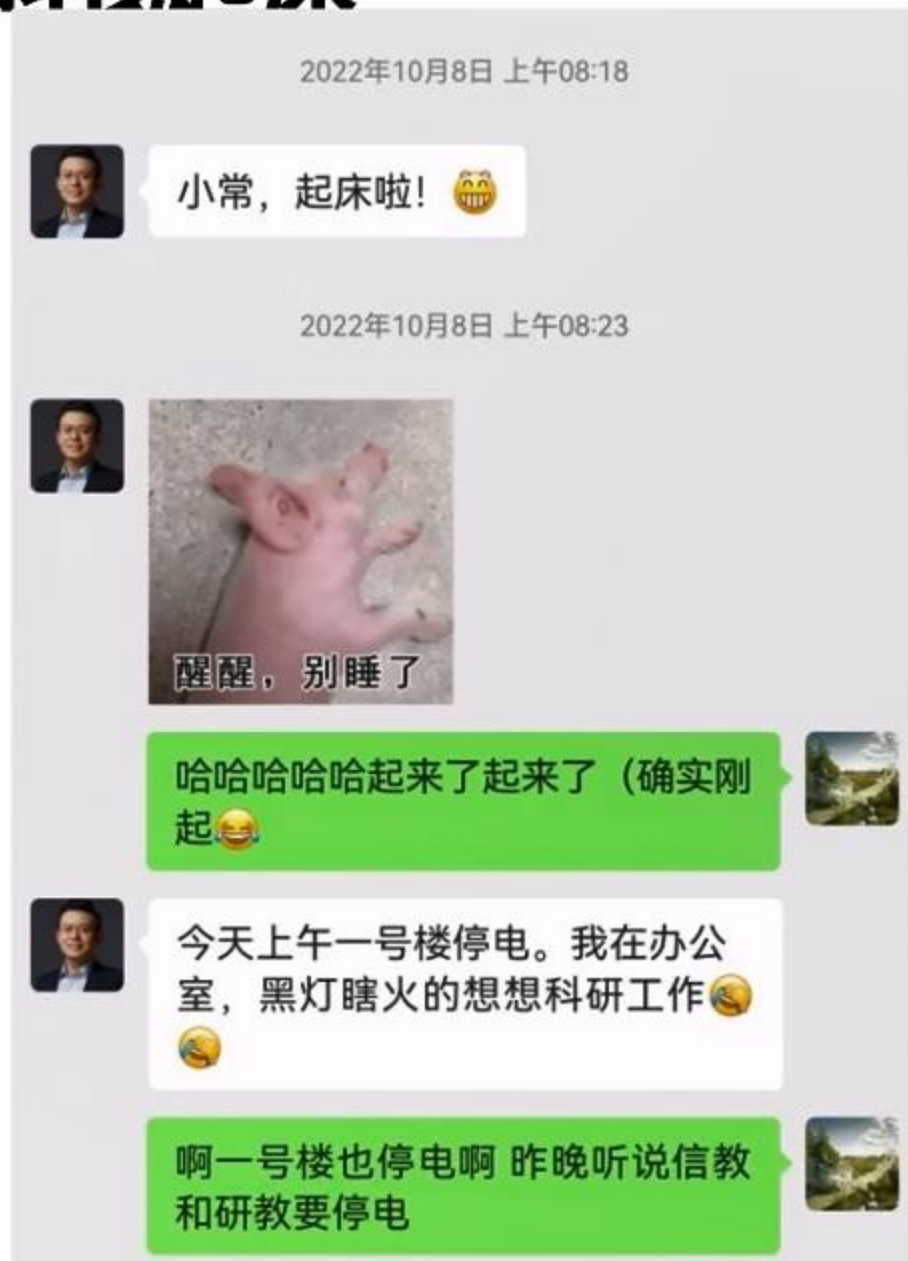 2022年10月8日 上午08:18
小常，起床啦！😁
2022年10月8日 上午08:23
醒醒，别睡了
哈哈哈哈哈起来了起来了（确实刚
起😂
今天上午一号楼停电。我在办公
室，黑灯瞎火的想想科研工作🤣
🤣
啊一号楼也停电啊 昨晚听说信教
和研教要停电